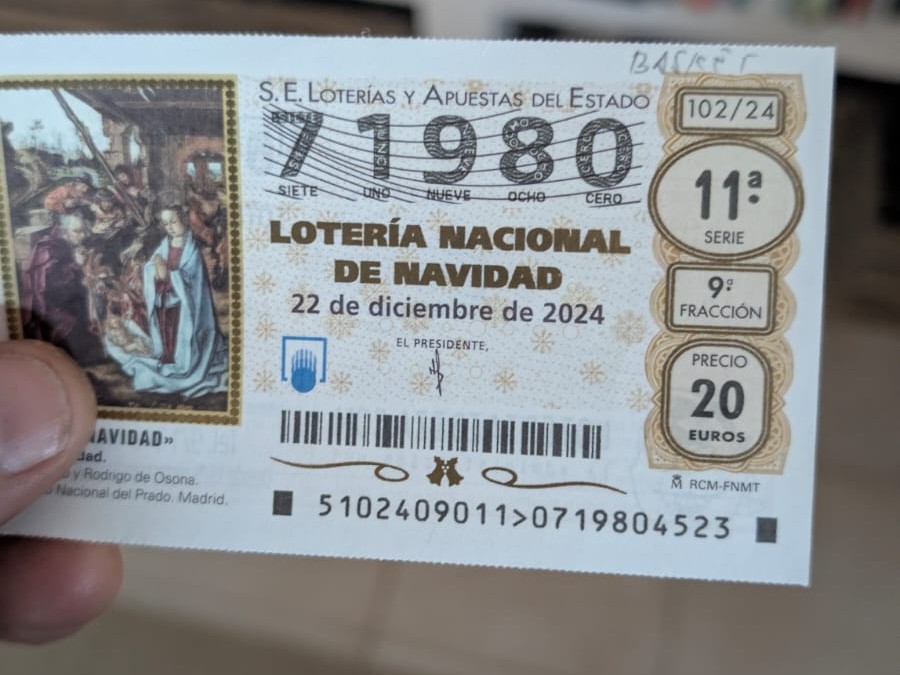 S.E. LOTERÍAS Y APUESTAS DEL ESTADO
102/24
71980
SIETE UNO NUEVE OCHO CERO
11ª
SERIE
LOTERÍA NACIONAL
DE NAVIDAD
22 de diciembre de 2024
9ª
FRACCIÓN
EL PRESIDENTE,
PRECIO
20
EUROS
NAVIDAD»
dad.
y Rodrigo de Osona.
Nacional del Prado. Madrid.
RCM-FNMT
5102409011>0719804523